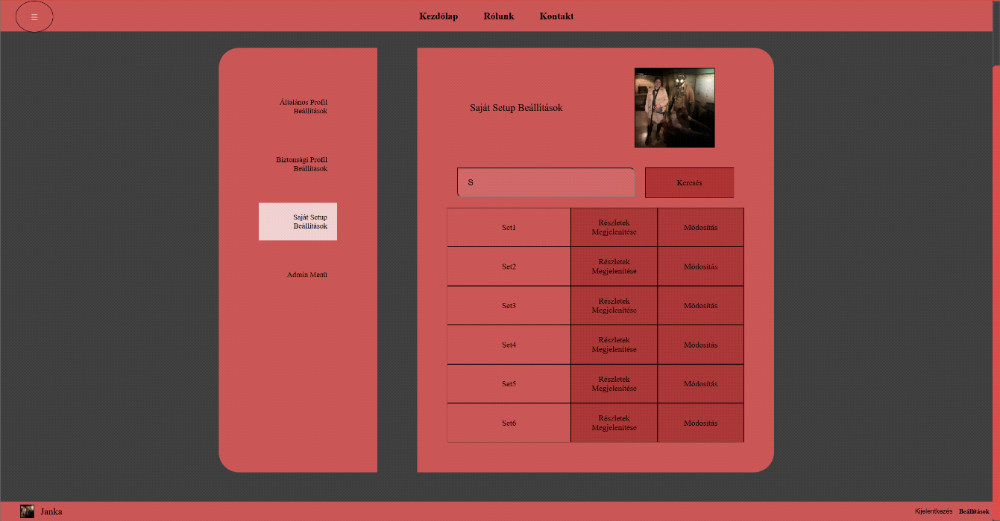 Kezdőlap Rólunk Kontakt
Általános Profil
Beállítások
Biztonsági Profil
Beállítások
Saját Setup
Beállítások
Admin Menü
Saját Setup Beállítások
S
Keresés
Set1
Részletek
Megjelenítése
Módosítás
Set2
Részletek
Megjelenítése
Módosítás
Set3
Részletek
Megjelenítése
Módosítás
Set4
Részletek
Megjelenítése
Módosítás
Set5
Részletek
Megjelenítése
Módosítás
Set6
Részletek
Megjelenítése
Módosítás
Janka
Kijelentkezés Beállítások